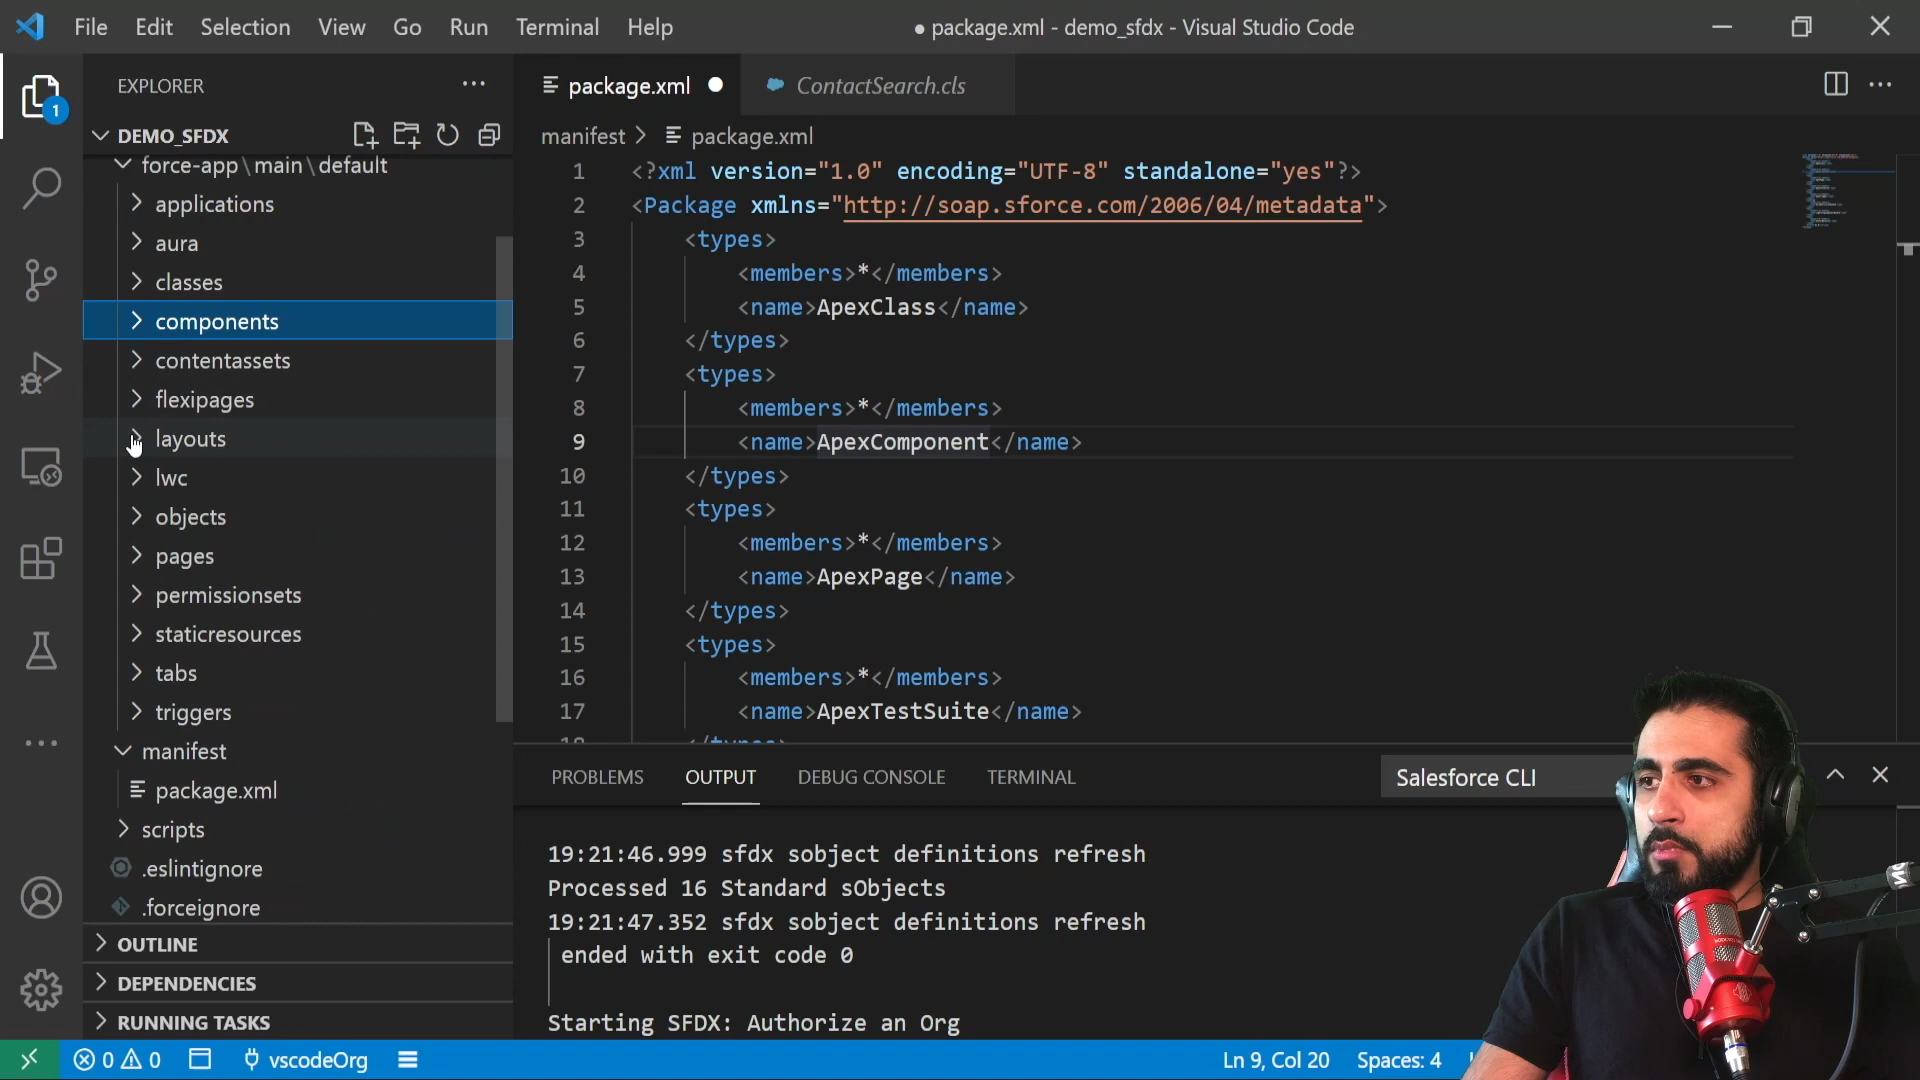 File Edit Selection View Go Run Terminal Help
● package.xml - demo_sfdx - Visual Studio Code
EXPLORER
1
DEMO_SFDX
force-app\main\default
applications
aura
classes
components
contentassets
flexipages
layouts
lwc
objects
pages
permissionsets
staticresources
tabs
triggers
manifest
package.xml
scripts
.eslintignore
.forceignore
OUTLINE
DEPENDENCIES
RUNNING TASKS
package.xml ContactSearch.cls
manifest > package.xml
1 <?xml version="1.0" encoding="UTF-8" standalone="yes"?>
2 <Package xmlns="http://soap.sforce.com/2006/04/metadata">
3 <types>
4 <members>*</members>
5 <name>ApexClass</name>
6 </types>
7 <types>
8 <members>*</members>
9 <name>ApexComponent</name>
10 </types>
11 <types>
12 <members>*</members>
13 <name>ApexPage</name>
14 </types>
15 <types>
16 <members>*</members>
17 <name>ApexTestSuite</name>
18 </types>
PROBLEMS OUTPUT DEBUG CONSOLE TERMINAL
Salesforce CLI
19:21:46.999 sfdx sobject definitions refresh
Processed 16 Standard sObjects
19:21:47.352 sfdx sobject definitions refresh
ended with exit code 0
Starting SFDX: Authorize an Org
0 0 vscodeOrg
Ln 9, Col 20 Spaces: 4